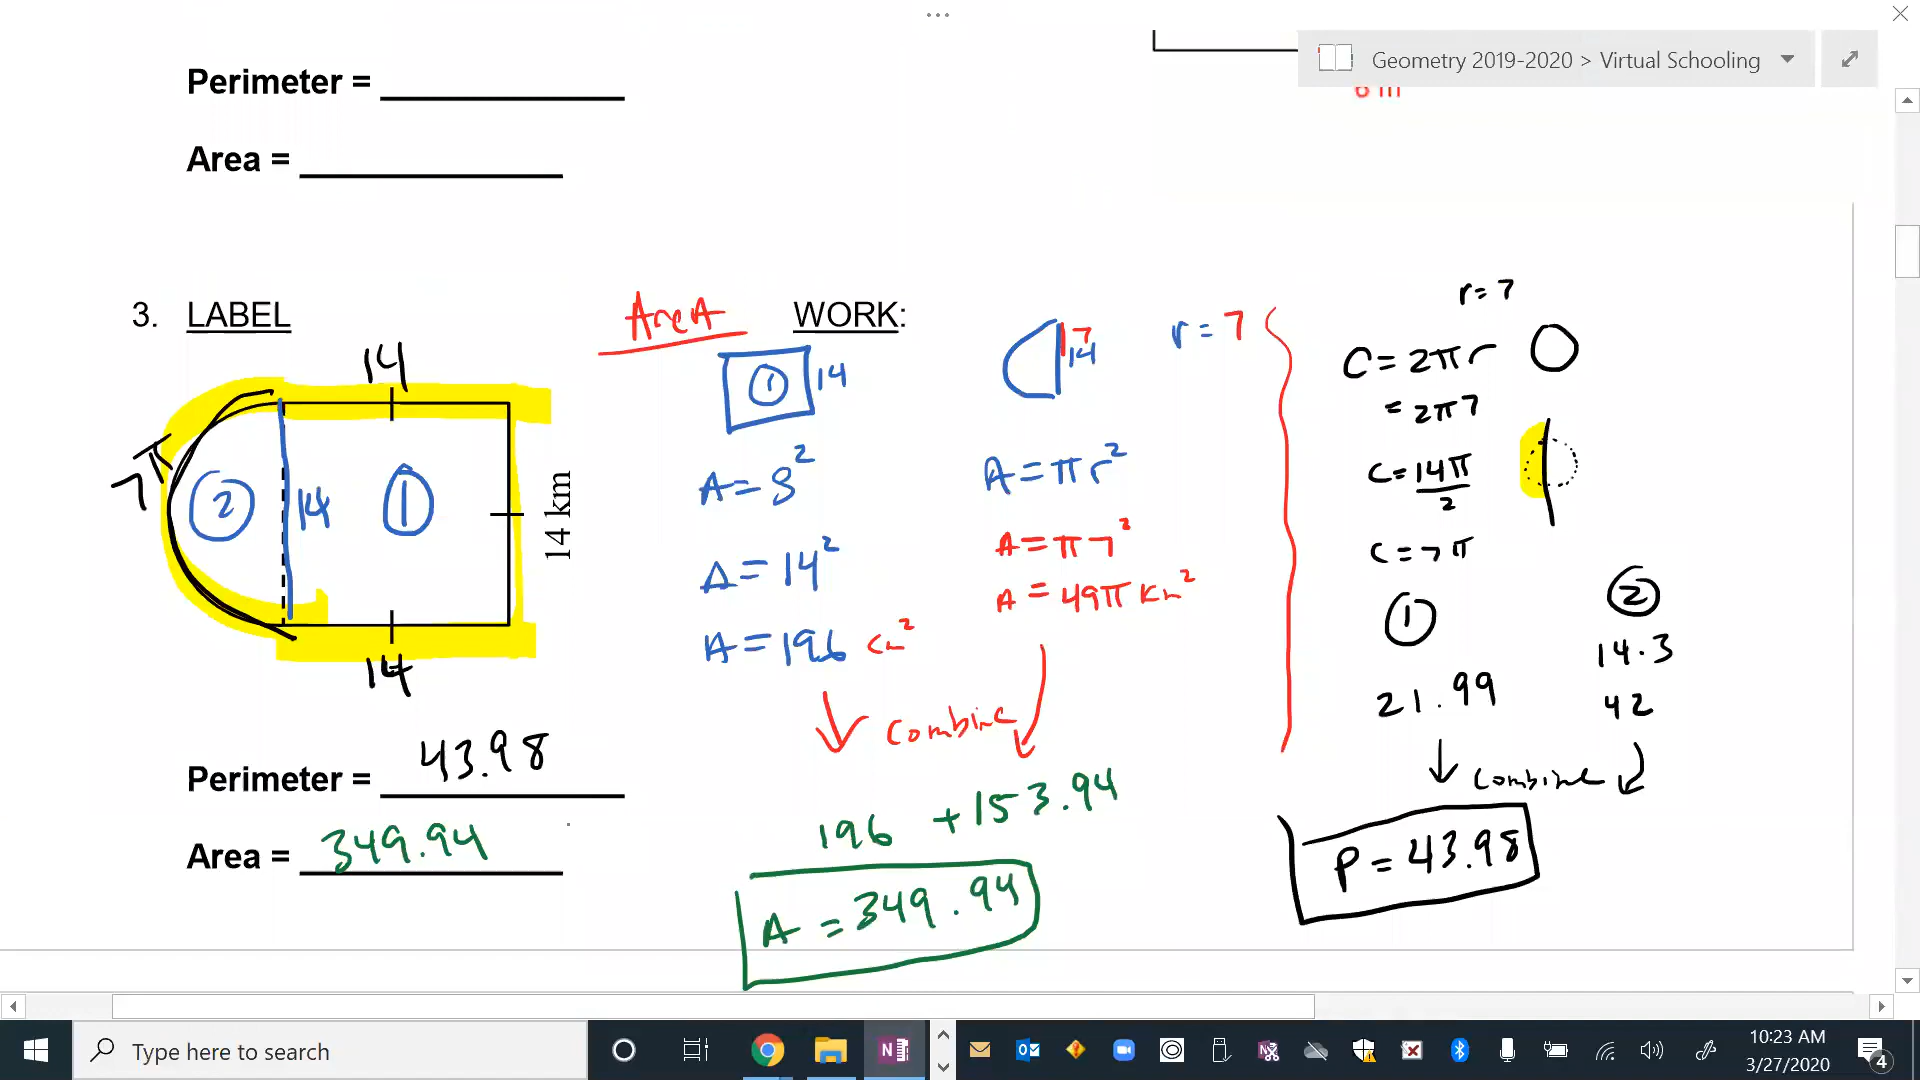 Geometry 2019-2020 > Virtual Schooling
6 m
Perimeter =
Area =
3. LABEL
AreA
WORK:
14
7π
2
14
1
14 km
14
1
14
7
14
r = 7
A = S²
A = 14²
A = 196 cm²
A = πr²
A = π7²
A = 49π Km²
Combine
196 + 153.94
A = 349.94
r = 7
C = 2πr
= 2π7
C = 14π
2
C = 7π
1
2
21.99
14.3
42
Combine
P = 43.98
Perimeter = 43.98
Area = 349.94
Type here to search
10:23 AM
3/27/2020
4